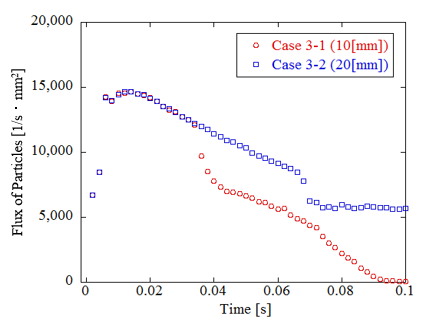 20,000
15,000
10,000
5,000
0
Flux of Particles [1/s · mm²]
Case 3-1 (10[mm])
Case 3-2 (20[mm])
0 0.02 0.04 0.06 0.08 0.1
Time [s]